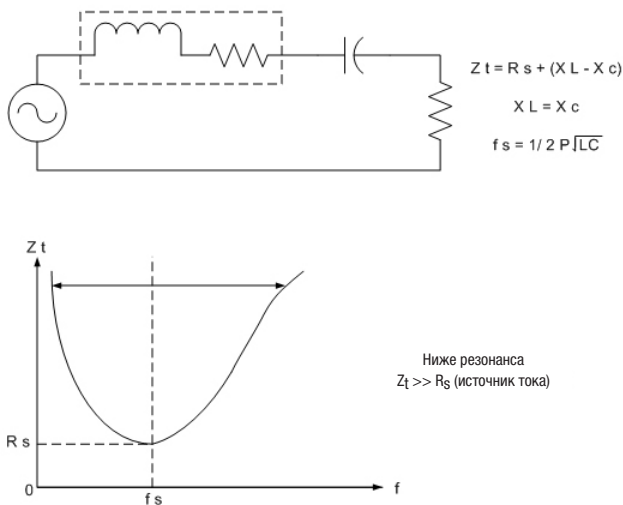 Z t = R s + (X L - X c)
X L = X c
f s = 1/ 2 P√LC
Z t
Ниже резонанса
Zt >> Rs (источник тока)
R s
0
f s
f